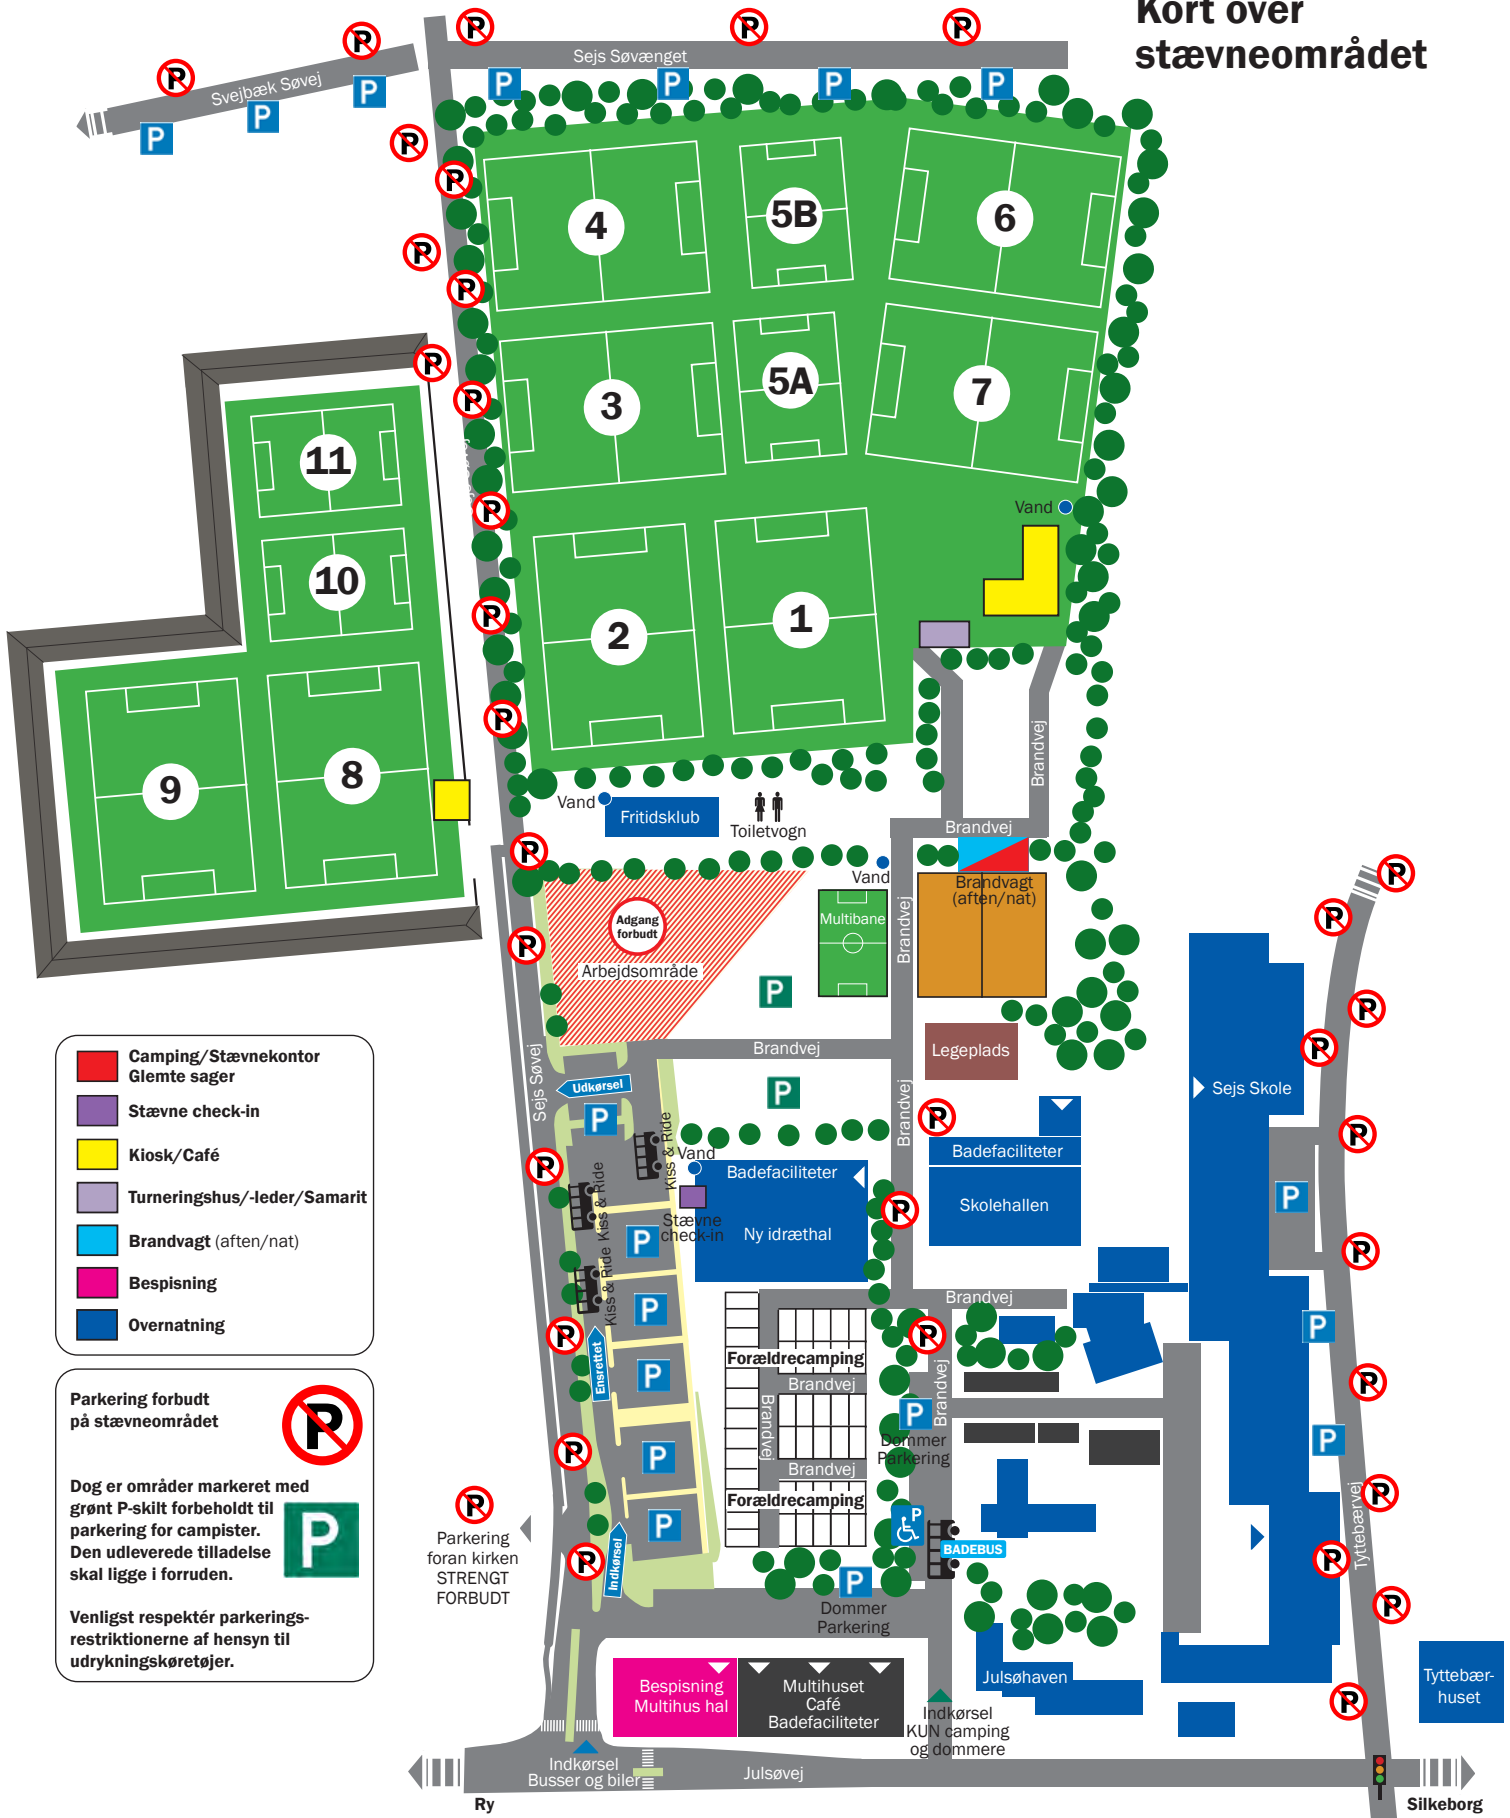 Kort over
stævneområdet
Sejs Søvænget
Svejbæk Søvej
P
P
P
P
P
P
P
4
5B
6
3
5A
7
11
10
2
1
9
8
Vand
Brandvej
Vand
Fritidsklub
Toiletvogn
Brandvej
Vand
Brandvagt
(aften/nat)
Multibane
Brandvej
Adgang
forbudt
Arbejdsområde
P
Brandvej
Legeplads
Sejs Søvej
Udkørsel
P
P
Brandvej
Sejs Skole
Kiss & Ride
Kiss & Ride
Kiss & Ride
Vand
Badefaciliteter
Ny idræthal
Stævne
check-in
Badefaciliteter
Skolehallen
P
P
P
P
P
P
P
P
P
Brandvej
Ensrettet
Indkørsel
Forældrecamping
Brandvej
Brandvej
Brandvej
Forældrecamping
Brandvej
P
Dommer
Parkering
P
BADEBUS
P
Dommer
Parkering
Tyttebærvej
Camping/Stævnekontor
Glemte sager
Stævne check-in
Kiosk/Café
Turneringshus/-leder/Samarit
Brandvagt (aften/nat)
Bespisning
Overnatning
Parkering forbudt
på stævneområdet
P
Dog er områder markeret med
grønt P-skilt forbeholdt til
parkering for campister.
Den udleverede tilladelse
skal ligge i forruden.
P
Venligst respektér parkerings-
restriktionerne af hensyn til
udrykningskøretøjer.
Parkering
foran kirken
STRENGT
FORBUDT
Bespisning
Multihus hal
Multihuset
Café
Badefaciliteter
Julsøhaven
Tyttebær-
huset
Indkørsel
KUN camping
og dommere
Indkørsel
Busser og biler
Julsøvej
Ry
Silkeborg